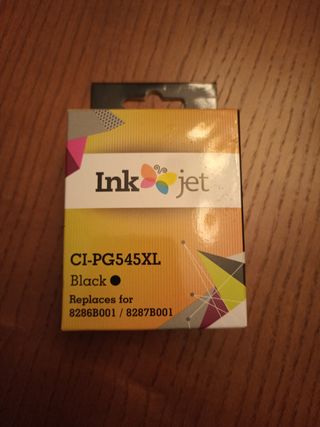 Ink jet
CI-PG545XL
Black
Replaces for
8286B001 / 8287B001